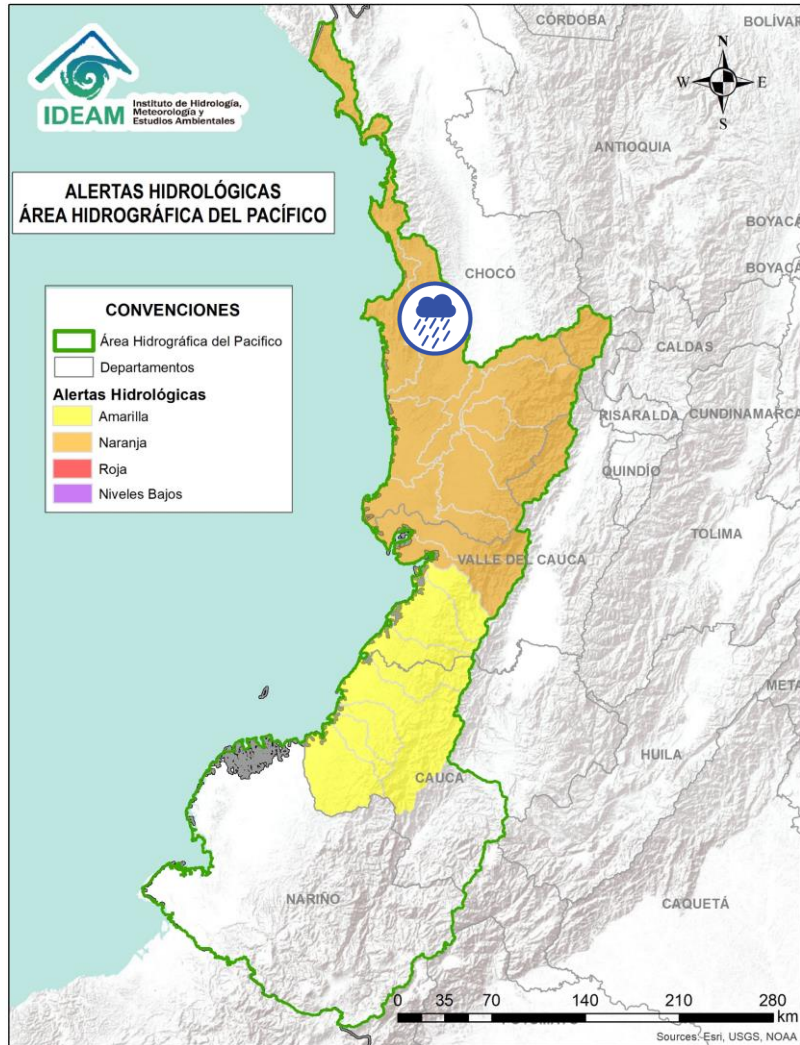 IDEAM
Instituto de Hidrología,
Meteorología y
Estudios Ambientales
ALERTAS HIDROLÓGICAS
ÁREA HIDROGRÁFICA DEL PACÍFICO
CONVENCIONES
Área Hidrográfica del Pacifico
Departamentos
Alertas Hidrológicas
Amarilla
Naranja
Roja
Niveles Bajos
CÓRDOBA
BOLÍVAR
N
W E
S
ANTIOQUIA
BOYACÁ
BOYACÁ
CHOCÓ
CALDAS
RISARALDA
CUNDINAMARCA
QUINDÍO
TOLIMA
VALLE DEL CAUCA
META
HUILA
CAUCA
NARIÑO
CAQUETÁ
0 35 70 140 210 280
km
Sources: Esri, USGS, NOAA